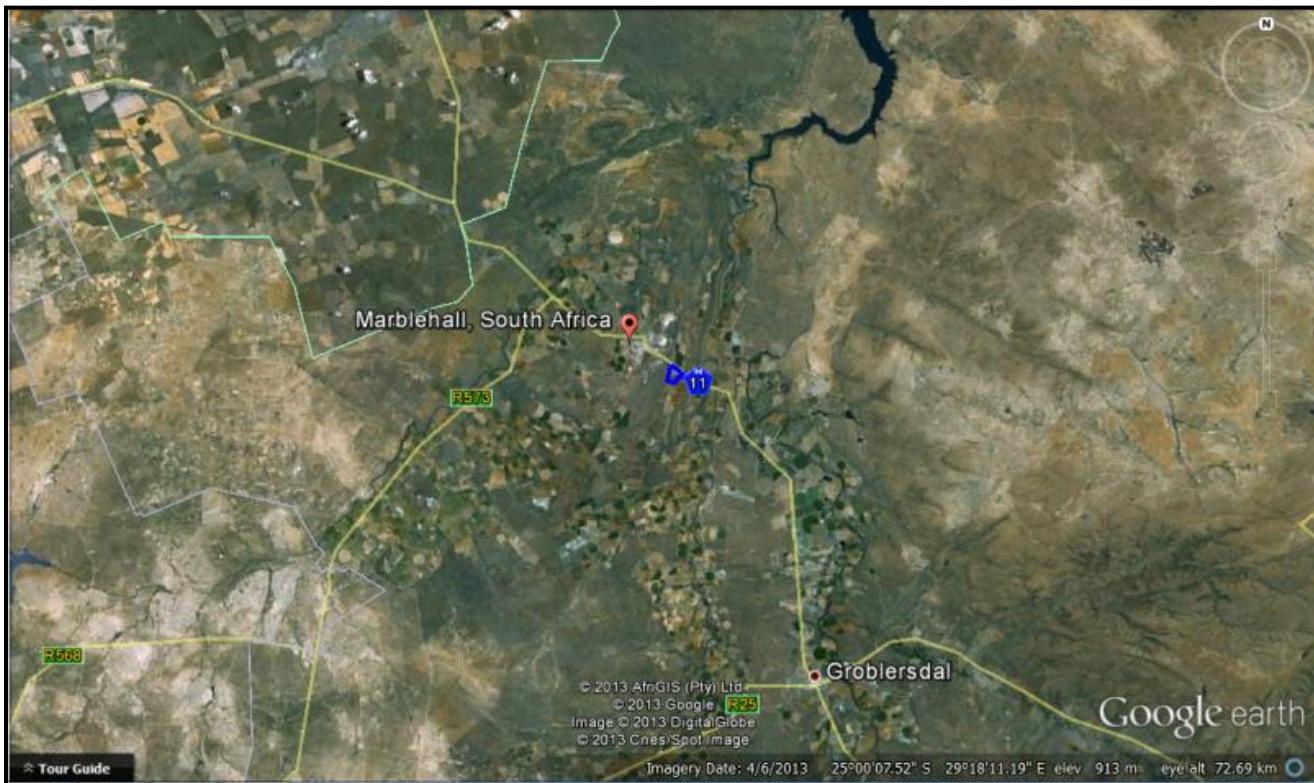 N
Marblehall, South Africa
N
11
R573
R568
Groblersdal
R25
© 2013 AfriGIS (Pty) Ltd.
© 2013 Google
Image © 2013 DigitalGlobe
© 2013 Cnes/Spot Image
Google earth
Tour Guide
Imagery Date: 4/6/2013 25°00'07.52" S 29°18'11.19" E elev 913 m eye alt 72.69 km